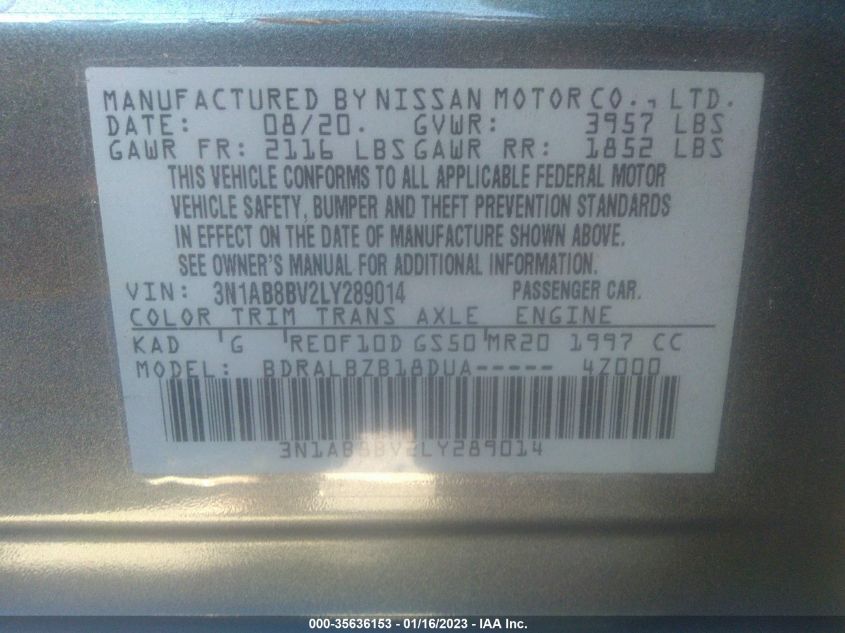 MANUFACTURED BY NISSAN MOTOR CO., LTD.
DATE: 08/20. GVWR: 3957 LBS
GAWR FR: 2116 LBS GAWR RR: 1852 LBS
THIS VEHICLE CONFORMS TO ALL APPLICABLE FEDERAL MOTOR
VEHICLE SAFETY, BUMPER AND THEFT PREVENTION STANDARDS
IN EFFECT ON THE DATE OF MANUFACTURE SHOWN ABOVE.
SEE OWNER'S MANUAL FOR ADDITIONAL INFORMATION.
VIN: 3N1AB8BV2LY289014 PASSENGER CAR.
COLOR TRIM TRANS AXLE ENGINE
KAD G RE0F10D GS50 MR20 1997 CC
MODEL: BDRALBZB18DUA----- 4Z000
3N1AB8BV2LY289014
000-35636153 - 01/16/2023 - IAA Inc.